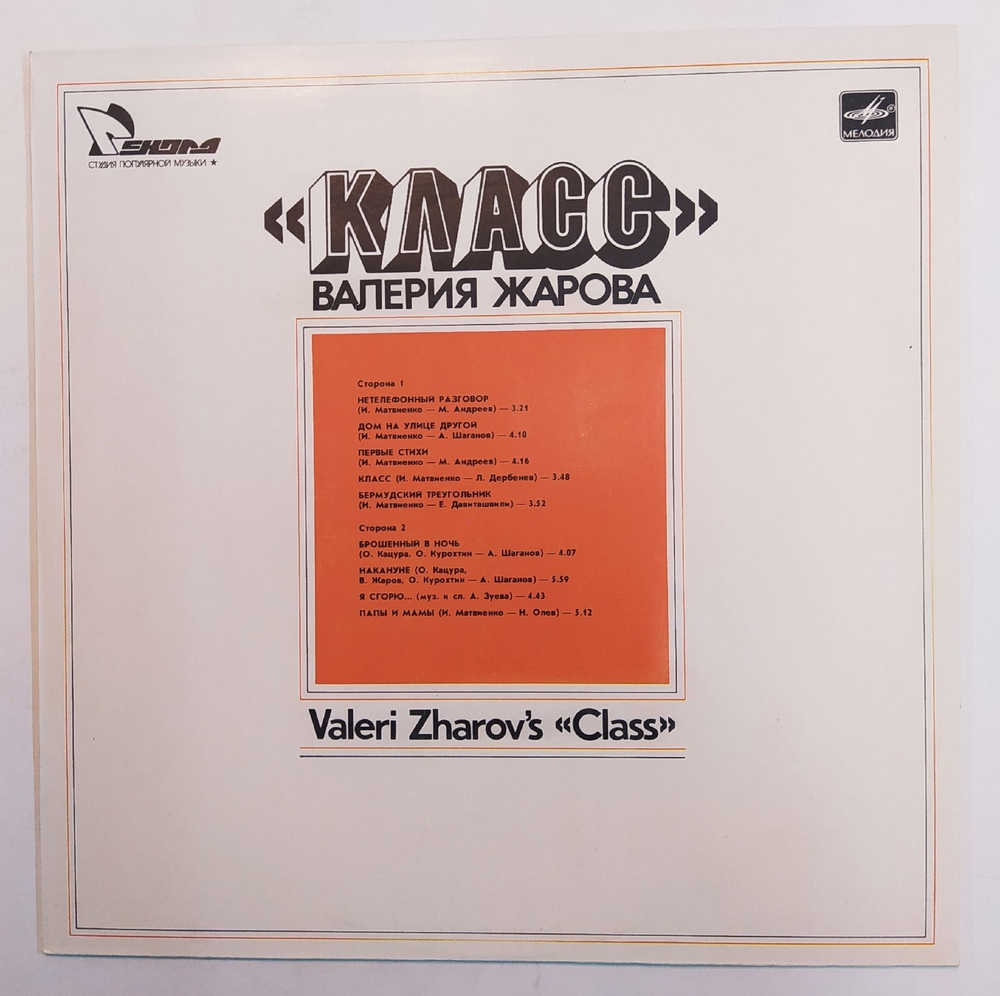 Рекорд
СТУДИЯ ПОПУЛЯРНОЙ МУЗЫКИ ★
МЕЛОДИЯ
«КЛАСС»
ВАЛЕРИЯ ЖАРОВА
Сторона 1
НЕТЕЛЕФОННЫЙ РАЗГОВОР
(И. Матвиенко — М. Андреев) — 3.21
ДОМ НА УЛИЦЕ ДРУГОЙ
(И. Матвиенко — А. Шаганов) — 4.10
ПЕРВЫЕ СТИХИ
(И. Матвиенко — М. Андреев) — 4.16
КЛАСС (И. Матвиенко — Л. Дербенев) — 3.48
БЕРМУДСКИЙ ТРЕУГОЛЬНИК
(И. Матвиенко — Е. Давиташвили) — 3.52
Сторона 2
БРОШЕННЫЙ В НОЧЬ
(О. Кацура, О. Курохтин — А. Шаганов) — 4.07
НАКАНУНЕ (О. Кацура,
В. Жаров, О. Курохтин — А. Шаганов) — 5.59
Я СГОРЮ... (муз. и сл. А. Зуева) — 4.43
ПАПЫ И МАМЫ (И. Матвиенко — Н. Олев) — 5.12
Valeri Zharov's «Class»